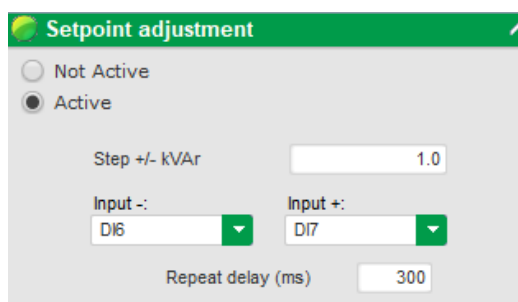 Setpoint adjustment
Not Active
Active
Step +/- kVAr 1.0
Input -: Input +:
DI6 DI7
Repeat delay (ms) 300